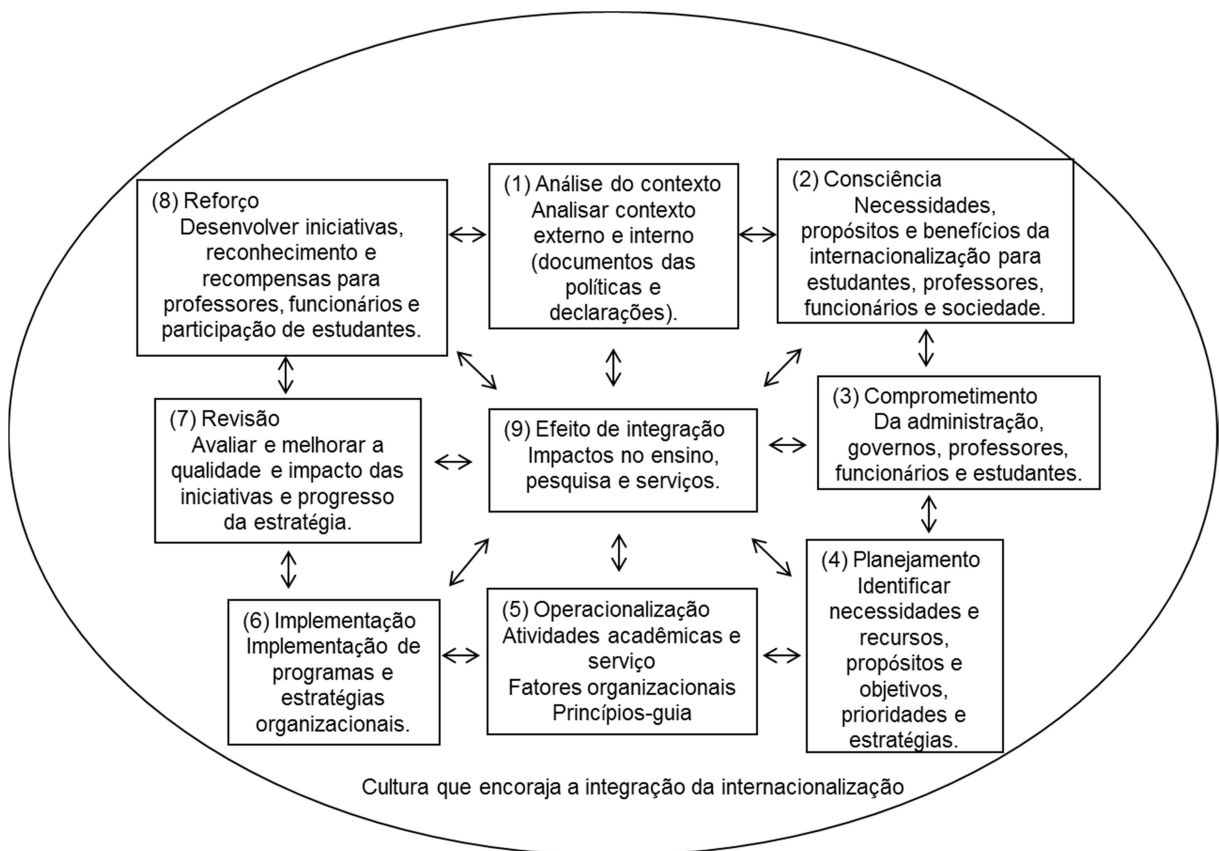 (8) Reforço
Desenvolver iniciativas,
reconhecimento e
recompensas para
professores, funcionários e
participação de estudantes.
(1) Análise do contexto
Analisar contexto
externo e interno
(documentos das
políticas e
declarações).
(2) Consciência
Necessidades,
propósitos e benefícios da
internacionalização para
estudantes, professores,
funcionários e sociedade.
(7) Revisão
Avaliar e melhorar a
qualidade e impacto das
iniciativas e progresso
da estratégia.
(9) Efeito de integração
Impactos no ensino,
pesquisa e serviços.
(3) Comprometimento
Da administração,
governos, professores,
funcionários e estudantes.
(6) Implementação
Implementação de
programas e
estratégias
organizacionais.
(5) Operacionalização
Atividades acadêmicas e
serviço
Fatores organizacionais
Princípios-guia
(4) Planejamento
Identificar
necessidades e
recursos,
propósitos e
objetivos,
prioridades e
estratégias.
Cultura que encoraja a integração da internacionalização